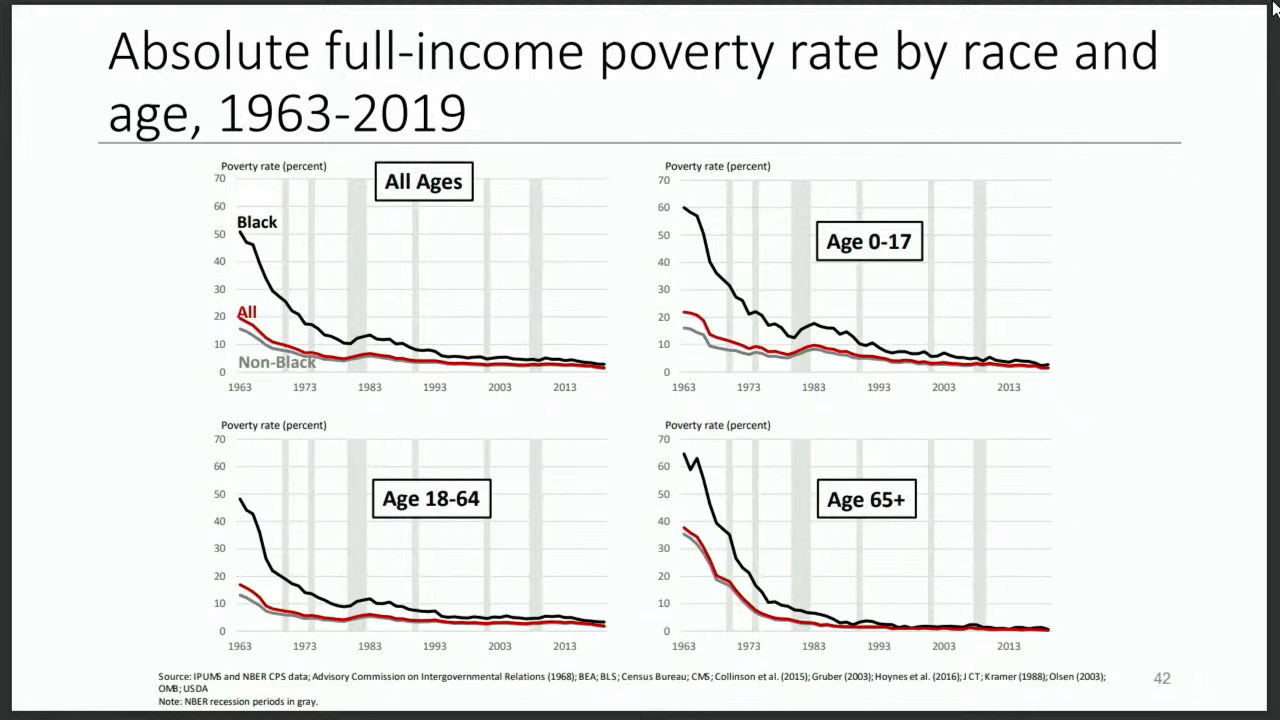 Absolute full-income poverty rate by race and
age, 1963-2019
Poverty rate (percent)
All Ages
70
60
50
40
30
20
10
0
Black
All
Non-Black
1963 1973 1983 1993 2003 2013
Poverty rate (percent)
Age 0-17
70
60
50
40
30
20
10
0
1963 1973 1983 1993 2003 2013
Poverty rate (percent)
Age 18-64
70
60
50
40
30
20
10
0
1963 1973 1983 1993 2003 2013
Poverty rate (percent)
Age 65+
70
60
50
40
30
20
10
0
1963 1973 1983 1993 2003 2013
Source: IPUMS and NBER CPS data; Advisory Commission on Intergovernmental Relations (1968); BEA; BLS; Census Bureau; CMS; Collinson et al. (2015); Gruber (2003); Hoynes et al. (2016); JCT; Kramer (1988); Olsen (2003);
OMB; USDA
Note: NBER recession periods in gray.
42